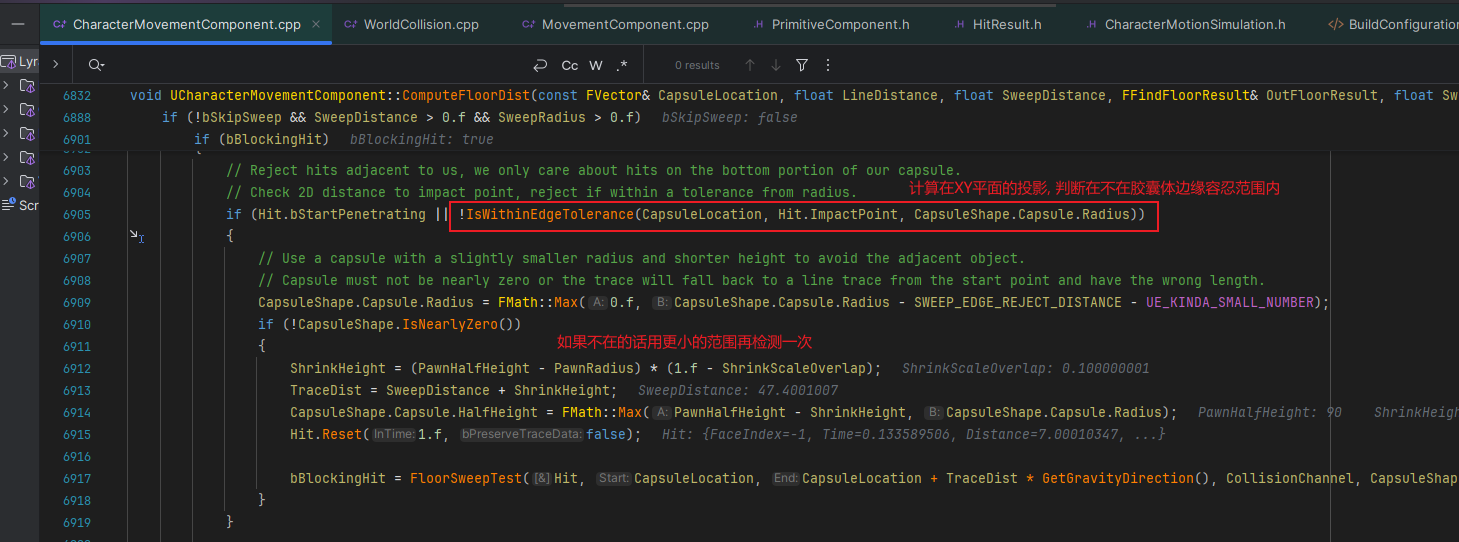 CharacterMovementComponent.cpp × WorldCollision.cpp MovementComponent.cpp PrimitiveComponent.h HitResult.h CharacterMotionSimulation.h BuildConfiguration
Lyr
Cc W .* 0 results
6832 void UCharacterMovementComponent::ComputeFloorDist(const FVector& CapsuleLocation, float LineDistance, float SweepDistance, FFindFloorResult& OutFloorResult, float Sw
6888 if (!bSkipSweep && SweepDistance > 0.f && SweepRadius > 0.f) bSkipSweep: false
6901 if (bBlockingHit) bBlockingHit: true
6902 {
6903 // Reject hits adjacent to us, we only care about hits on the bottom portion of our capsule.
6904 // Check 2D distance to impact point, reject if within a tolerance from radius.
计算在XY平面的投影, 判断在不在胶囊体边缘容忍范围内
Scr
6905 if (Hit.bStartPenetrating || !IsWithinEdgeTolerance(CapsuleLocation, Hit.ImpactPoint, CapsuleShape.Capsule.Radius))
6906 {
6907 // Use a capsule with a slightly smaller radius and shorter height to avoid the adjacent object.
6908 // Capsule must not be nearly zero or the trace will fall back to a line trace from the start point and have the wrong length.
6909 CapsuleShape.Capsule.Radius = FMath::Max(A: 0.f, B: CapsuleShape.Capsule.Radius - SWEEP_EDGE_REJECT_DISTANCE - UE_KINDA_SMALL_NUMBER);
6910 if (!CapsuleShape.IsNearlyZero())
如果不在的话用更小的范围再检测一次
6911 {
6912 ShrinkHeight = (PawnHalfHeight - PawnRadius) * (1.f - ShrinkScaleOverlap); ShrinkScaleOverlap: 0.100000001
6913 TraceDist = SweepDistance + ShrinkHeight; SweepDistance: 47.4001007
6914 CapsuleShape.Capsule.HalfHeight = FMath::Max(A: PawnHalfHeight - ShrinkHeight, B: CapsuleShape.Capsule.Radius); PawnHalfHeight: 90 ShrinkHeig
6915 Hit.Reset(InTime: 1.f, bPreserveTraceData: false); Hit: {FaceIndex=-1, Time=0.133589506, Distance=7.00010347, ...}
6916
6917 bBlockingHit = FloorSweepTest([&] Hit, Start: CapsuleLocation, End: CapsuleLocation + TraceDist * GetGravityDirection(), CollisionChannel, CapsuleShap
6918 }
6919 }